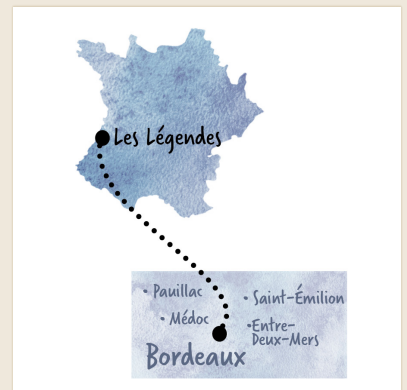 Les Légendes
• Pauillac
• Saint-Émilion
• Médoc
•Entre-
Deux-Mers
Bordeaux